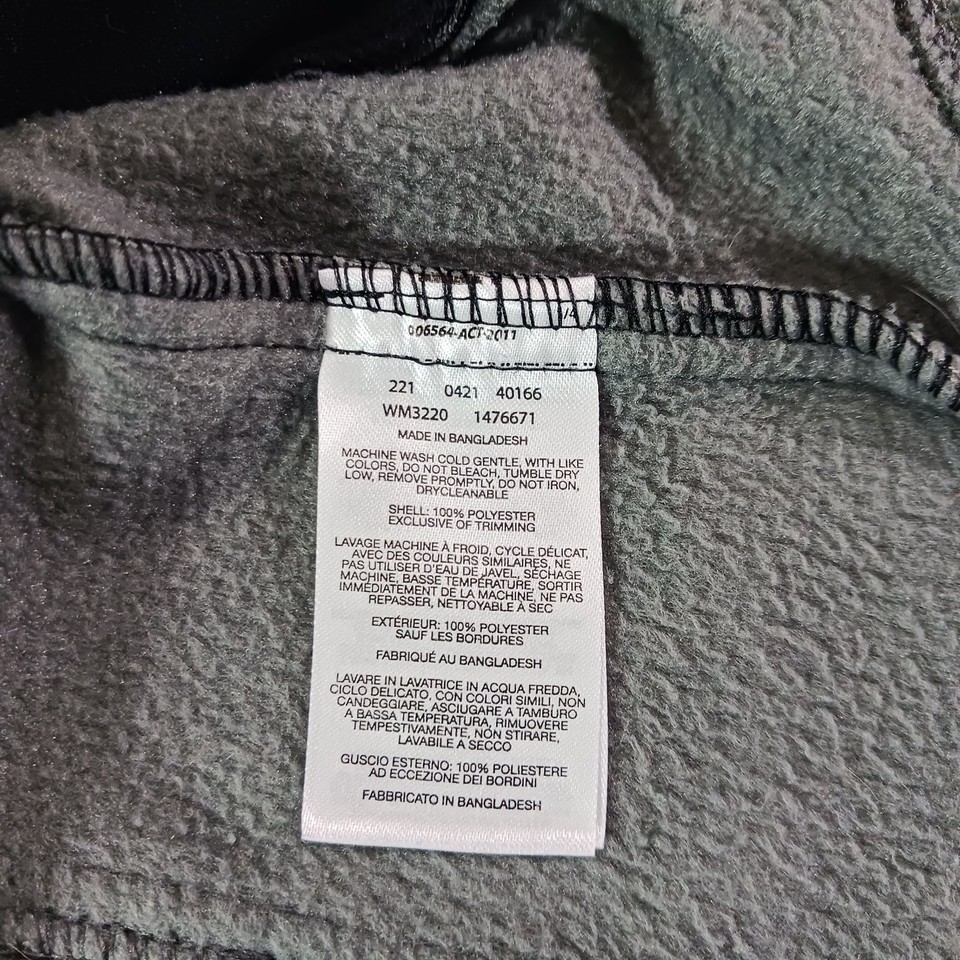 006564-ACT-2011
221 0421 40166
WM3220 1476671
MADE IN BANGLADESH
MACHINE WASH COLD GENTLE, WITH LIKE
COLORS, DO NOT BLEACH, TUMBLE DRY
LOW, REMOVE PROMPTLY, DO NOT IRON,
DRYCLEANABLE
SHELL: 100% POLYESTER
EXCLUSIVE OF TRIMMING
LAVAGE MACHINE À FROID, CYCLE DÉLICAT,
AVEC DES COULEURS SIMILAIRES, NE
PAS UTILISER D'EAU DE JAVEL, SÉCHAGE
MACHINE, BASSE TEMPÉRATURE, SORTIR
IMMÉDIATEMENT DE LA MACHINE, NE PAS
REPASSER, NETTOYABLE À SEC
EXTÉRIEUR: 100% POLYESTER
SAUF LES BORDURES
FABRIQUÉ AU BANGLADESH
LAVARE IN LAVATRICE IN ACQUA FREDDA,
CICLO DELICATO, CON COLORI SIMILI, NON
CANDEGGIARE, ASCIUGARE A TAMBURO
A BASSA TEMPERATURA, RIMUOVERE
TEMPESTIVAMENTE, NON STIRARE,
LAVABILE A SECCO
GUSCIO ESTERNO: 100% POLIESTERE
AD ECCEZIONE DEI BORDINI
FABBRICATO IN BANGLADESH